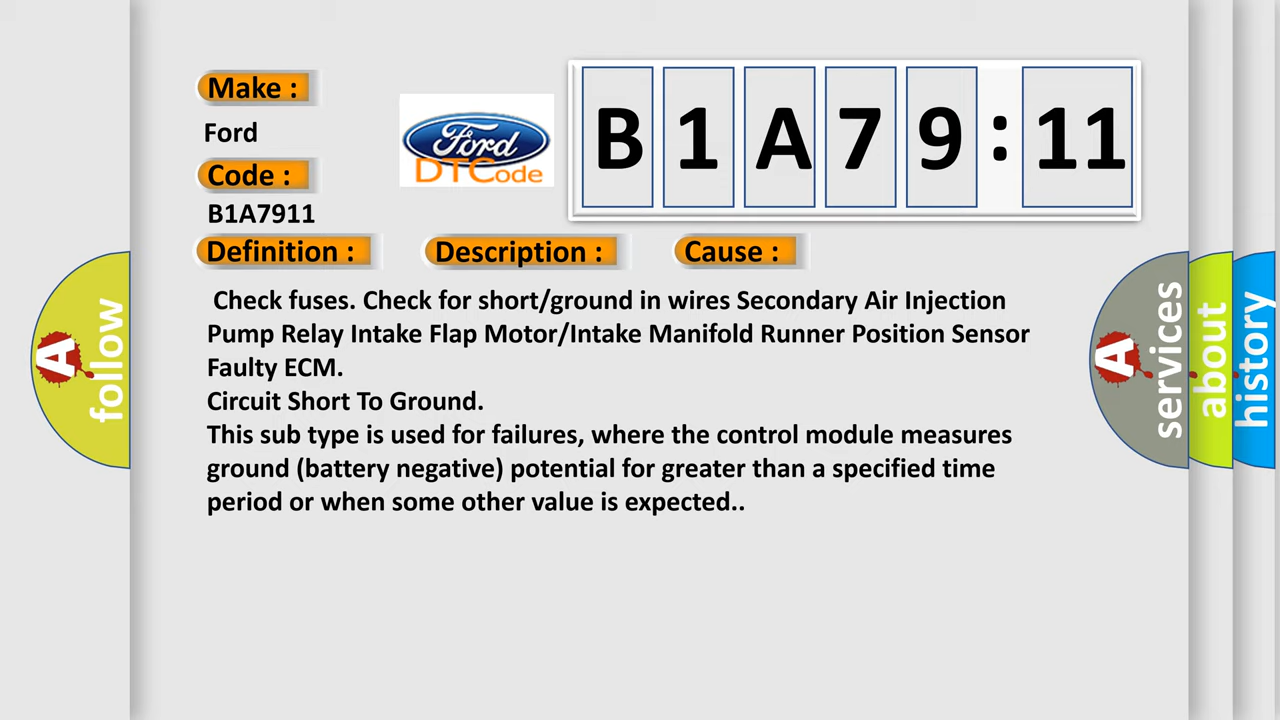 Make :
Ford
Code :
B1A7911
Ford
DTCode
B1A79:11
Definition :
Description :
Cause :
Check fuses. Check for short/ground in wires Secondary Air Injection
Pump Relay Intake Flap Motor/Intake Manifold Runner Position Sensor
Faulty ECM.
Circuit Short To Ground.
This sub type is used for failures, where the control module measures
ground (battery negative) potential for greater than a specified time
period or when some other value is expected..
A
follow
A
services
about
history